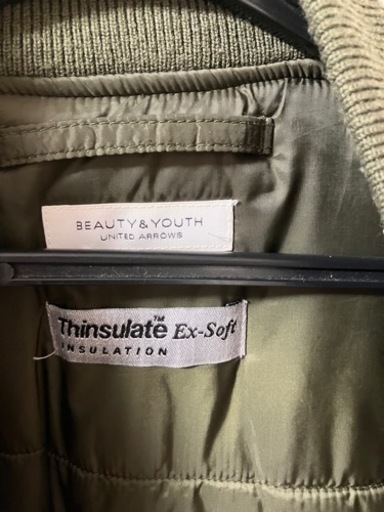 BEAUTY&YOUTH
UNITED ARROWS
Thinsulate™ Ex-Soft
INSULATION